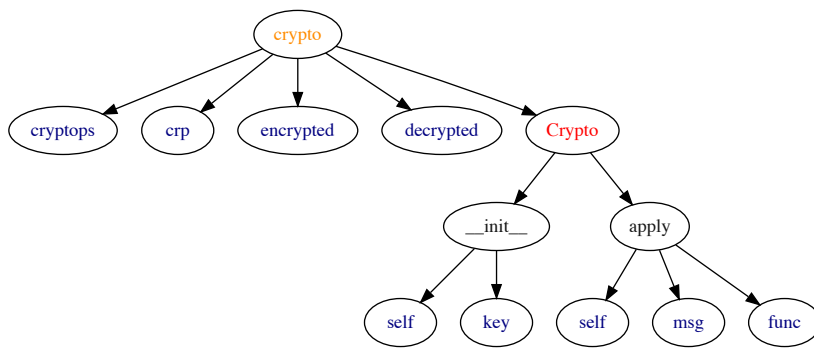 crypto
cryptops
crp
encrypted
decrypted
Crypto
__init__
apply
self
key
self
msg
func